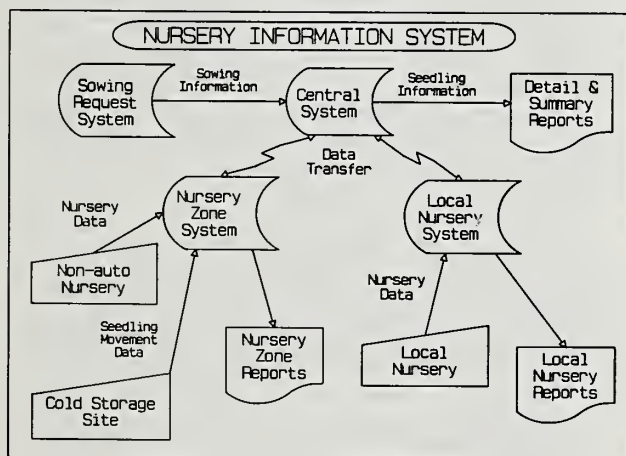 NURSERY INFORMATION SYSTEM
Sowing
Request
System
Sowing
Information
Central
System
Seedling
Information
Detail &
Summary
Reports
Data
Transfer
Nursery
Zone
System
Local
Nursery
System
Nursery
Data
Non-auto
Nursery
Nursery
Data
Seedling
Movement
Data
Nursery
Zone
Reports
Local
Nursery
Local
Nursery
Reports
Cold Storage
Site